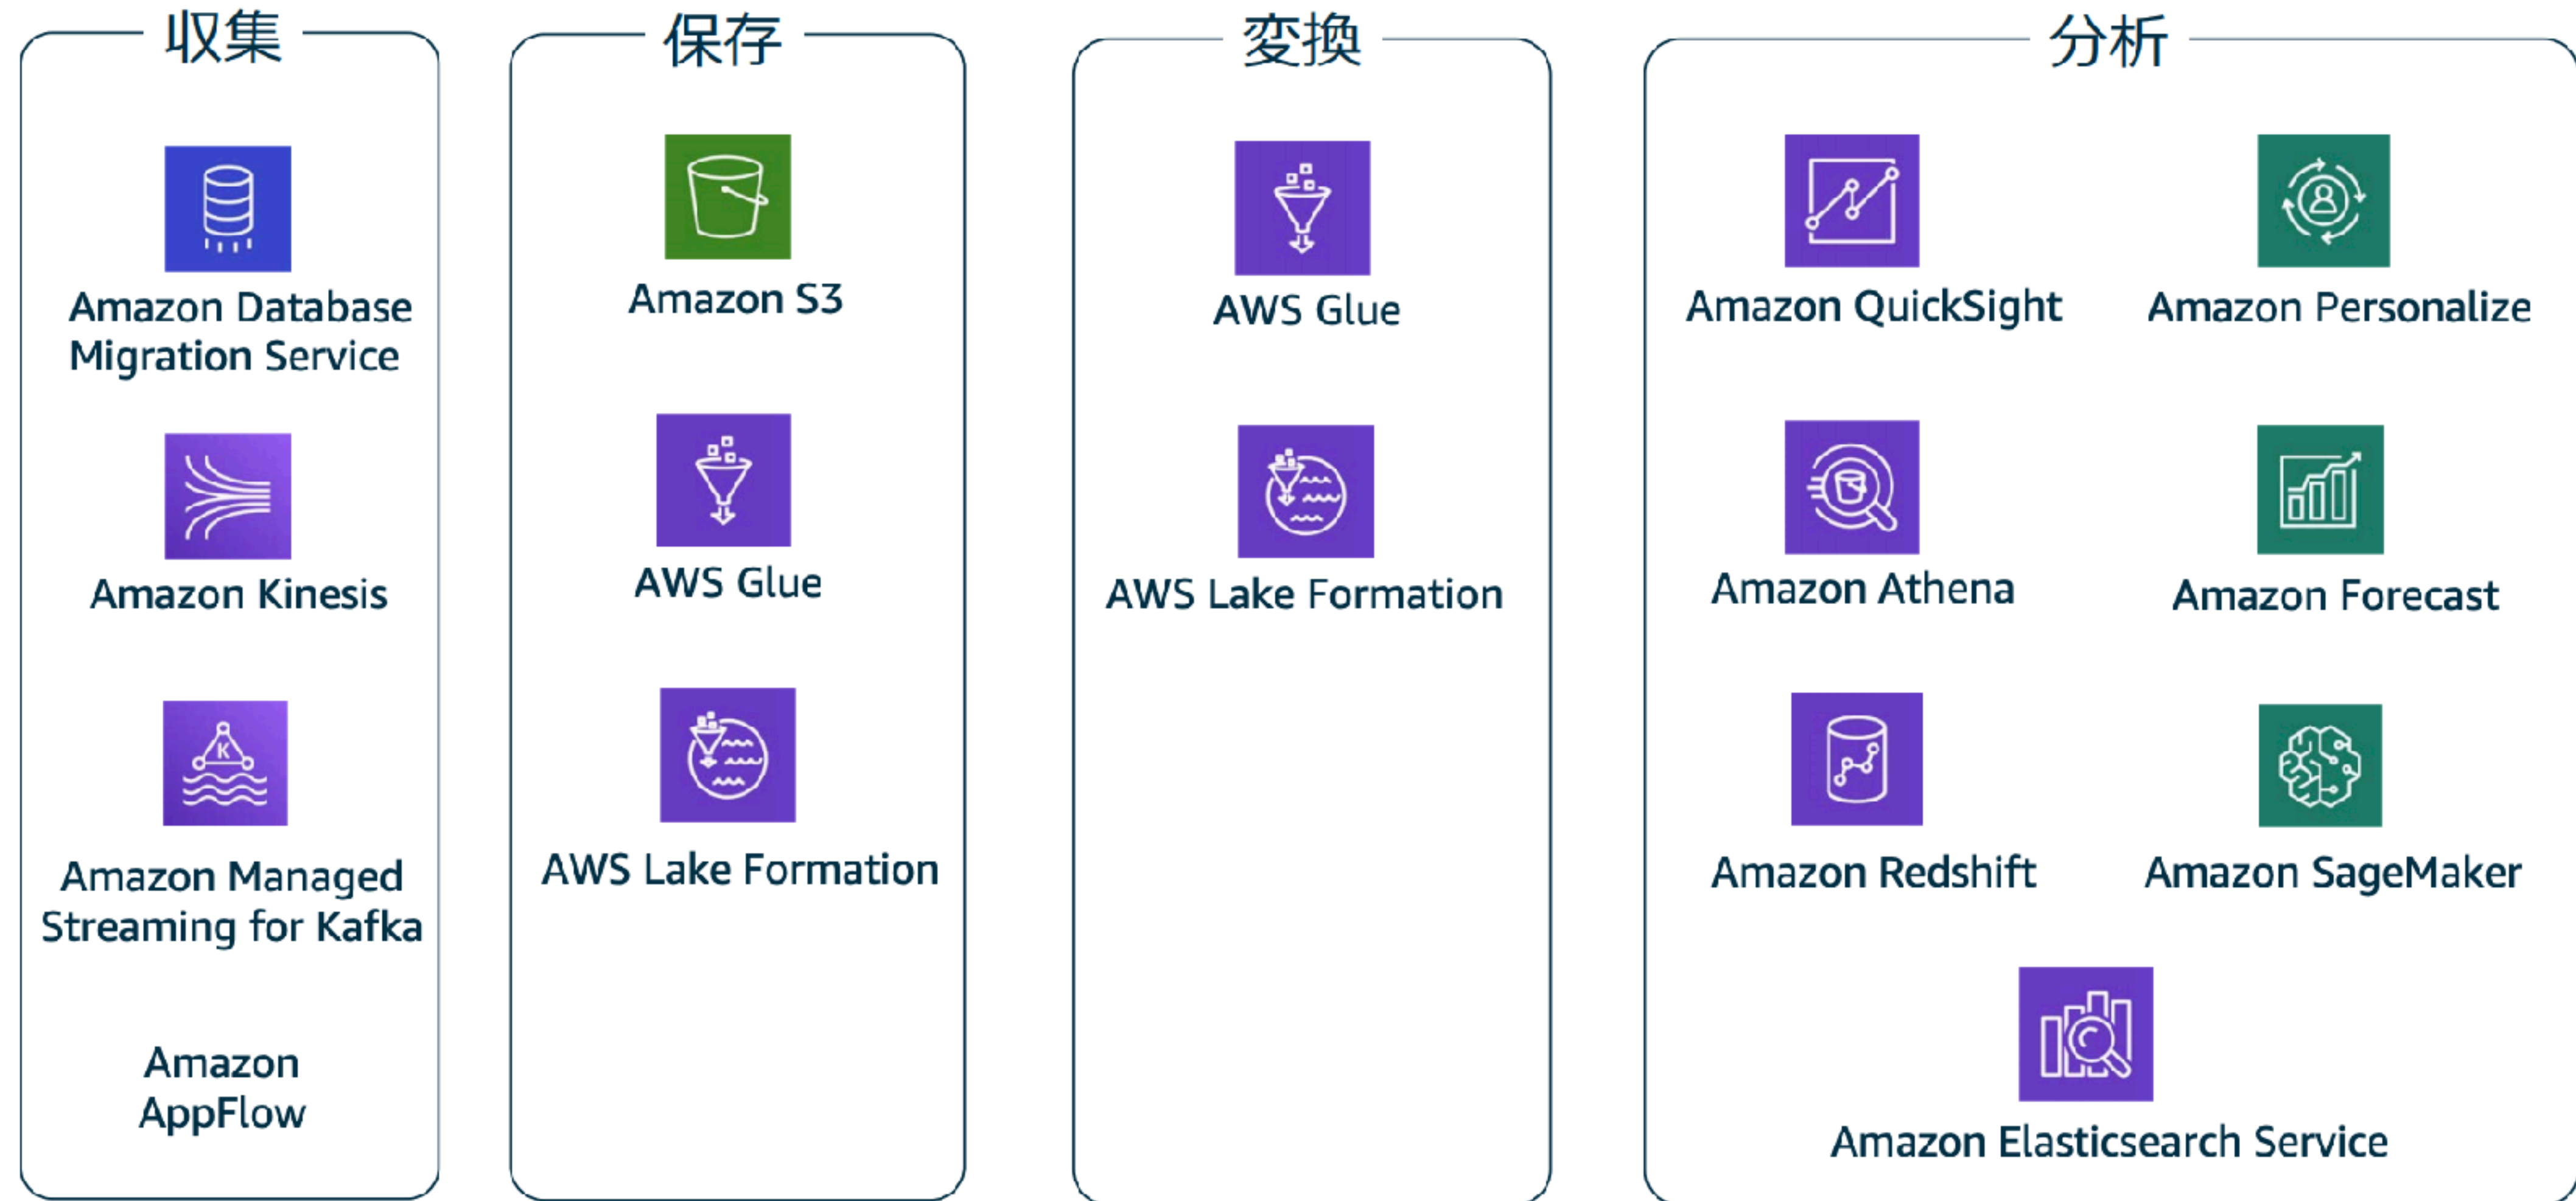 収集
Amazon Database
Migration Service
Amazon Kinesis
K
Amazon Managed
Streaming for Kafka
Amazon
AppFlow
保存
Amazon S3
AWS Glue
AWS Lake Formation
変換
AWS Glue
AWS Lake Formation
分析
Amazon QuickSight
Amazon Personalize
Amazon Athena
Amazon Forecast
Amazon Redshift
Amazon SageMaker
Amazon Elasticsearch Service